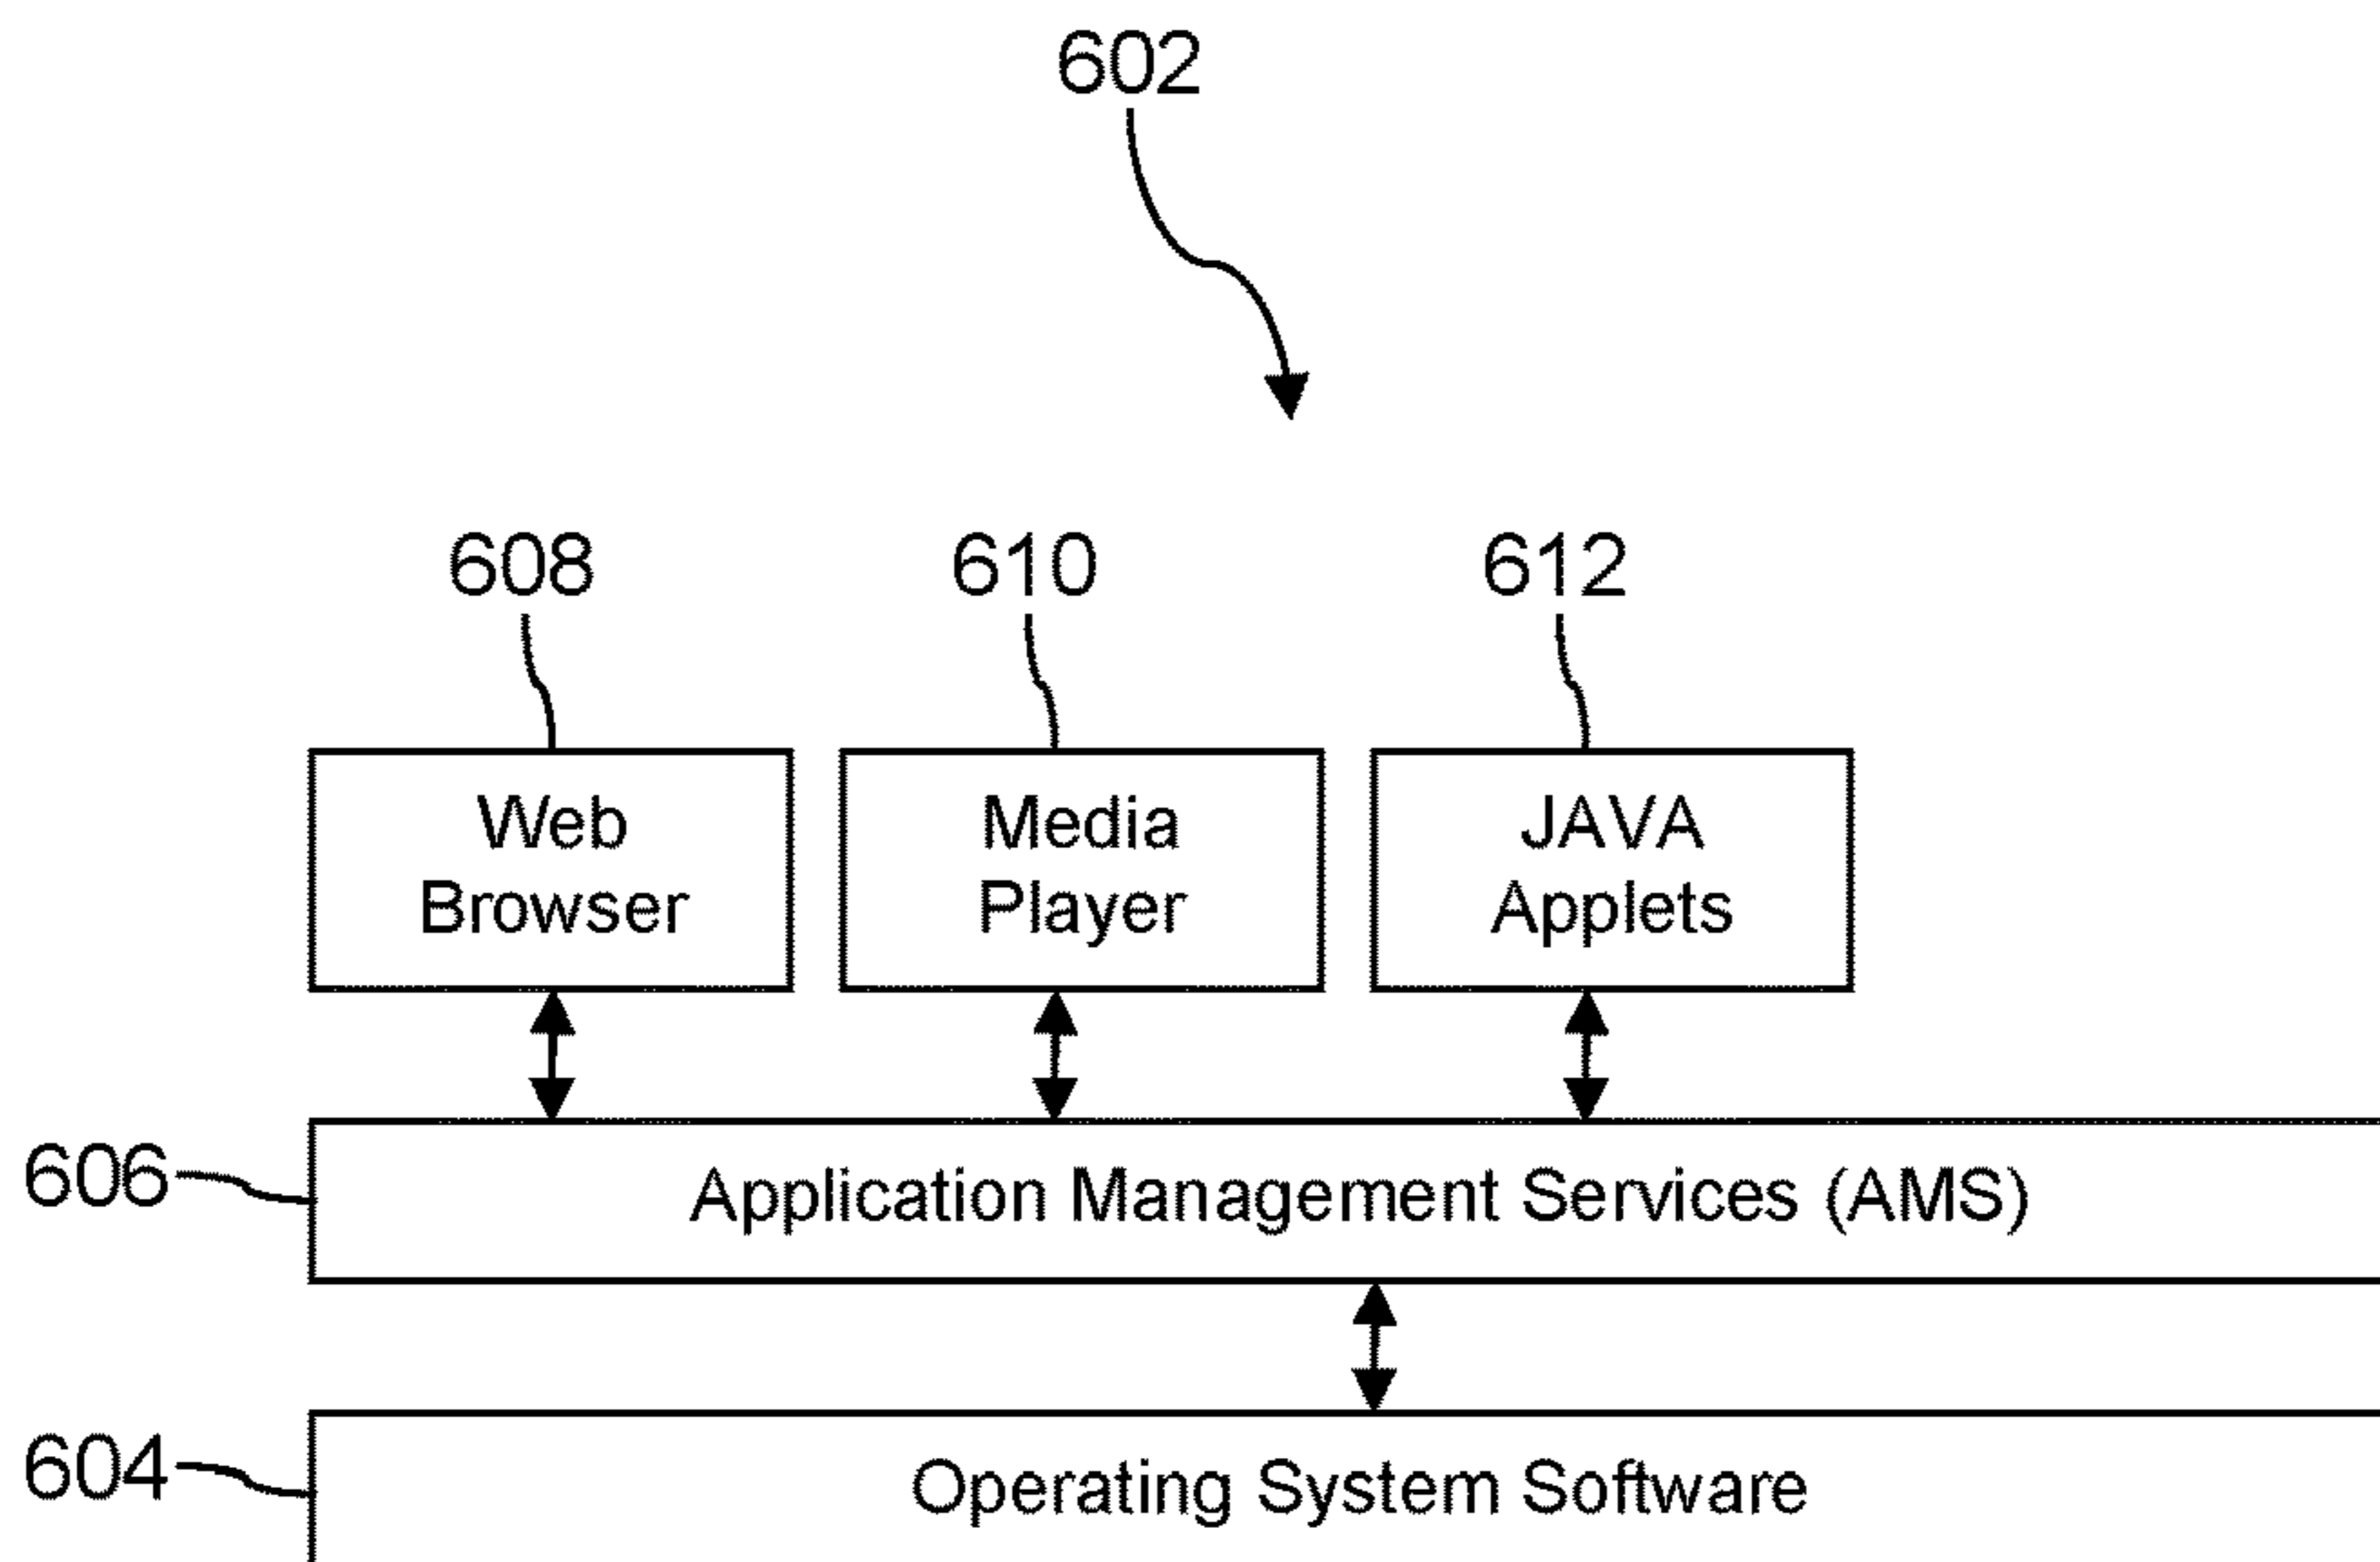 602
608
610
612
Web
Browser
Media
Player
JAVA
Applets
606
Application Management Services (AMS)
604
Operating System Software